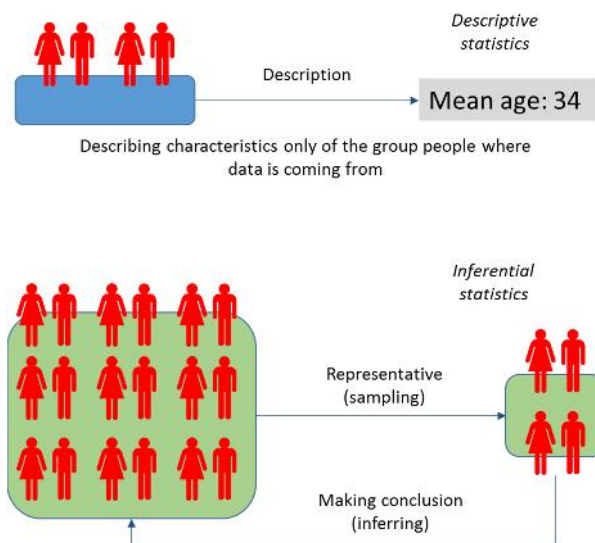 Descriptive
statistics
Description
Mean age: 34
Describing characteristics only of the group people where
data is coming from
Inferential
statistics
Representative
(sampling)
Making conclusion
(inferring)